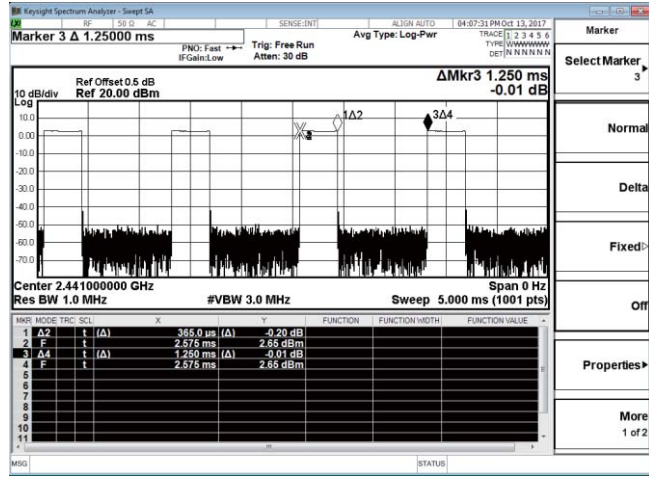 Keysight Spectrum Analyzer - Swept SA
RF 50 Ω AC SENSE:INT ALIGN AUTO 04:07:31 PM Oct 13, 2017
Marker 3 Δ 1.25000 ms
PNO: Fast
IFGain:Low
Trig: Free Run
Atten: 30 dB
Avg Type: Log-Pwr
TRACE 1 2 3 4 5 6
TYPE WWWWWW
DET N N N N N N
Ref Offset 0.5 dB
10 dB/div Ref 20.00 dBm
Log
ΔMkr3 1.250 ms
-0.01 dB
10.0
0.00
-10.0
-20.0
-30.0
-40.0
-50.0
-60.0
-70.0
1Δ2
3Δ4
Center 2.441000000 GHz Span 0 Hz
Res BW 1.0 MHz #VBW 3.0 MHz Sweep 5.000 ms (1001 pts)
MKR MODE TRC SCL X Y FUNCTION FUNCTION WIDTH FUNCTION VALUE
1 Δ2 t (Δ) 365.0 µs (Δ) -0.20 dB
2 F t 2.575 ms 2.65 dBm
3 Δ4 t (Δ) 1.250 ms (Δ) -0.01 dB
4 F t 2.575 ms 2.65 dBm
5
6
7
8
9
10
11
MSG STATUS
Marker
Select Marker
3
Normal
Delta
Fixed
Off
Properties
More
1 of 2